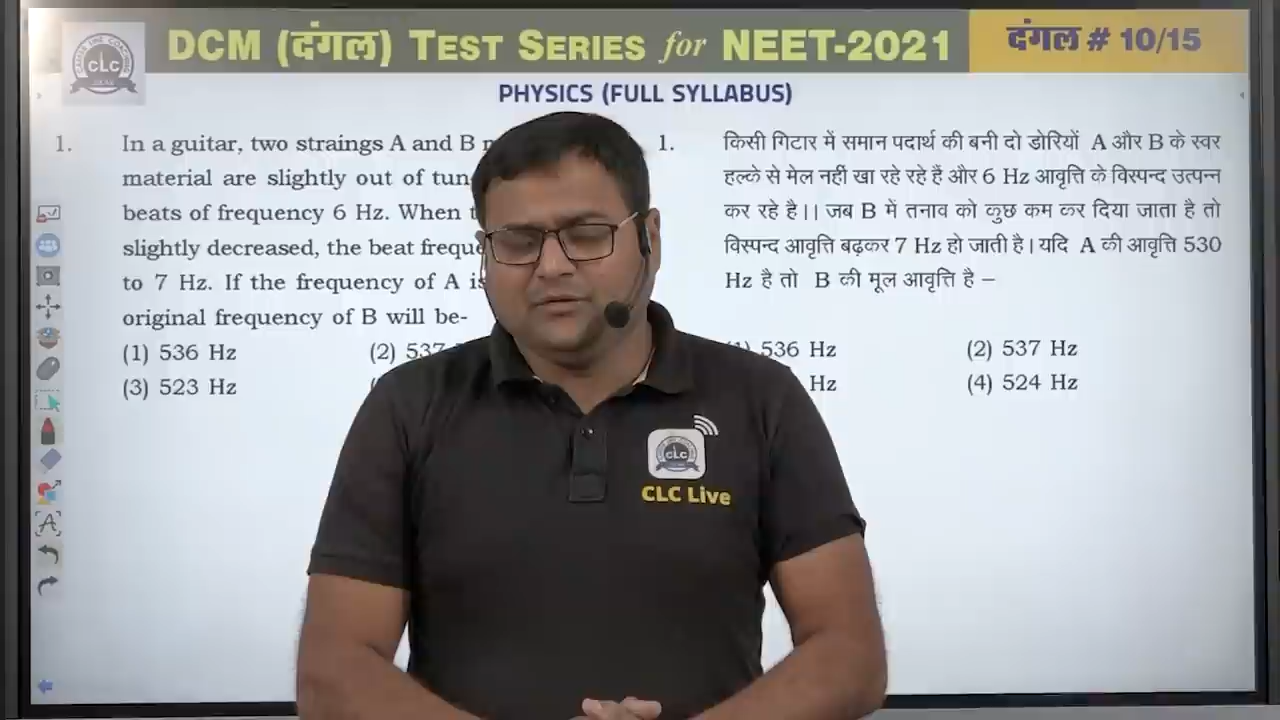 DCM (दंगल) TEST SERIES for NEET-2021
दंगल # 10/15
CLC
PHYSICS (FULL SYLLABUS)
1. In a guitar, two straings A and B
material are slightly out of
beats of frequency 6 Hz. When
slightly decreased, the beat
to 7 Hz. If the frequency of A
original frequency of B will be-
(1) 536 Hz (2) 537
(3) 523 Hz
1. किसी गिटार में समान पदार्थ की बनी दो डोरियों A और B के स्वर
हल्के से मेल नहीं खा रहे रहे हैं और 6 Hz आवृत्ति के विस्पन्द उत्पन्न
कर रहे है।। जब B में तनाव को कुछ कम कर दिया जाता है तो
विस्पन्द आवृत्ति बढ़कर 7 Hz हो जाती है। यदि A की आवृत्ति 530
Hz है तो B की मूल आवृत्ति है –
536 Hz (2) 537 Hz
Hz (4) 524 Hz
CLC
CLC Live